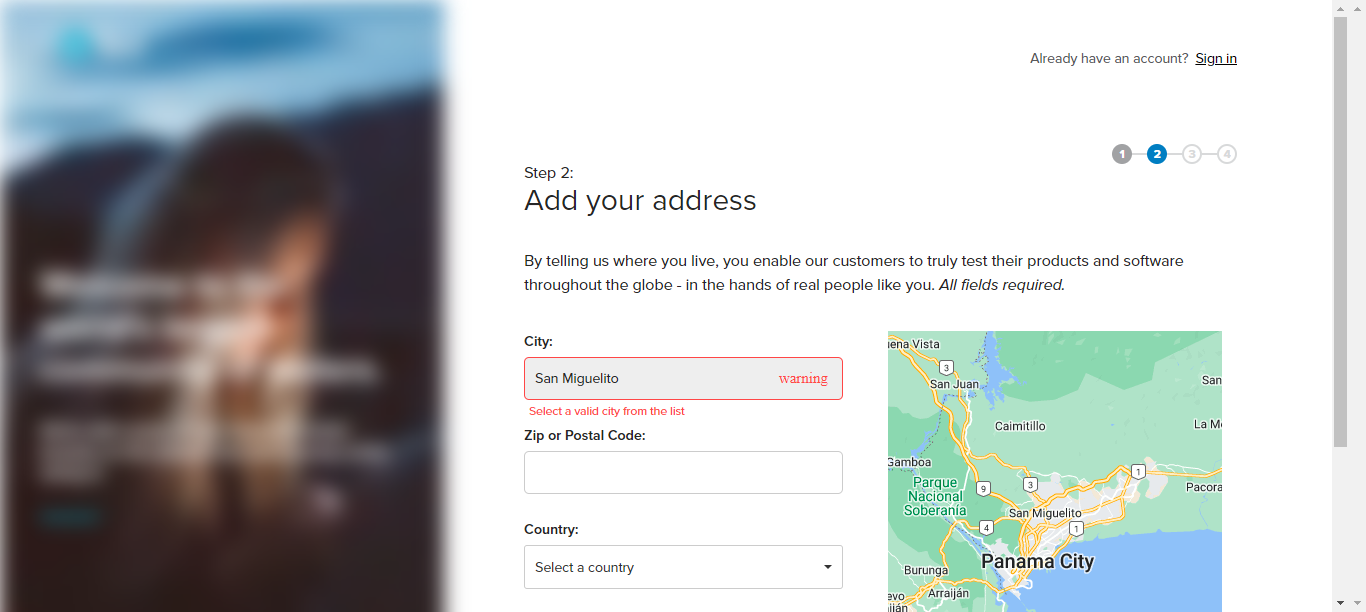 Already have an account? Sign in
1 2 3 4
Step 2:
Add your address
By telling us where you live, you enable our customers to truly test their products and software
throughout the globe - in the hands of real people like you. All fields required.
City:
San Miguelito warning
Select a valid city from the list
Zip or Postal Code:
Country:
Select a country
uena Vista
3
San Juan
San
Caimitillo
La M
Gamboa
1
Parque
Nacional
Soberanía
9
3
Pacora
San Miguelito
4
1
Panama City
Burunga
evo
Arraiján
aiján